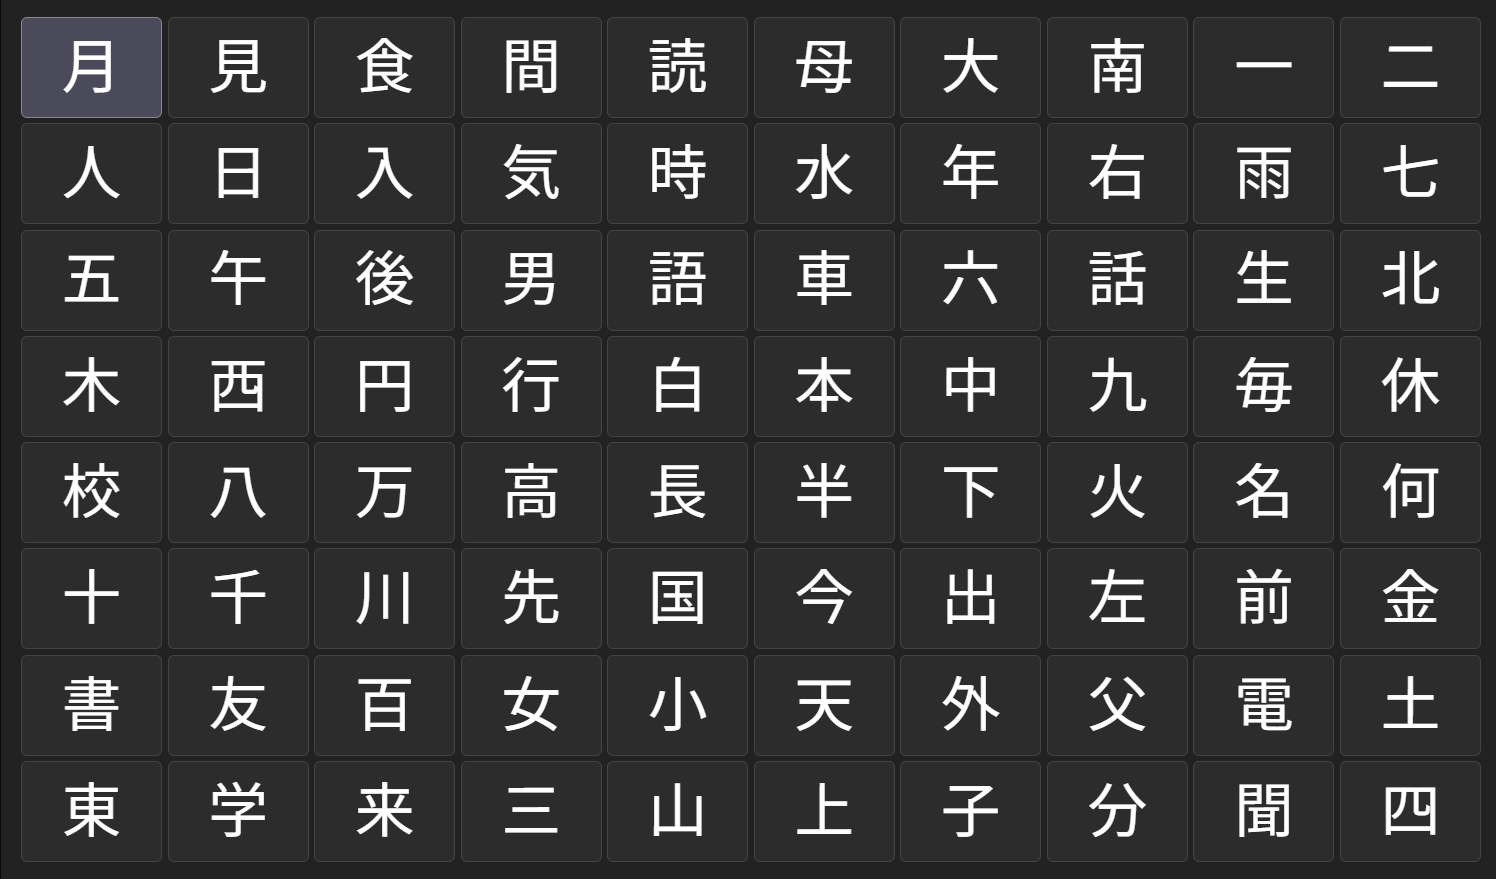 月 見 食 間 読 母 大 南 一 二
人 日 入 気 時 水 年 右 雨 七
五 午 後 男 語 車 六 話 生 北
木 西 円 行 白 本 中 九 毎 休
校 八 万 高 長 半 下 火 名 何
十 千 川 先 国 今 出 左 前 金
書 友 百 女 小 天 外 父 電 土
東 学 来 三 山 上 子 分 聞 四